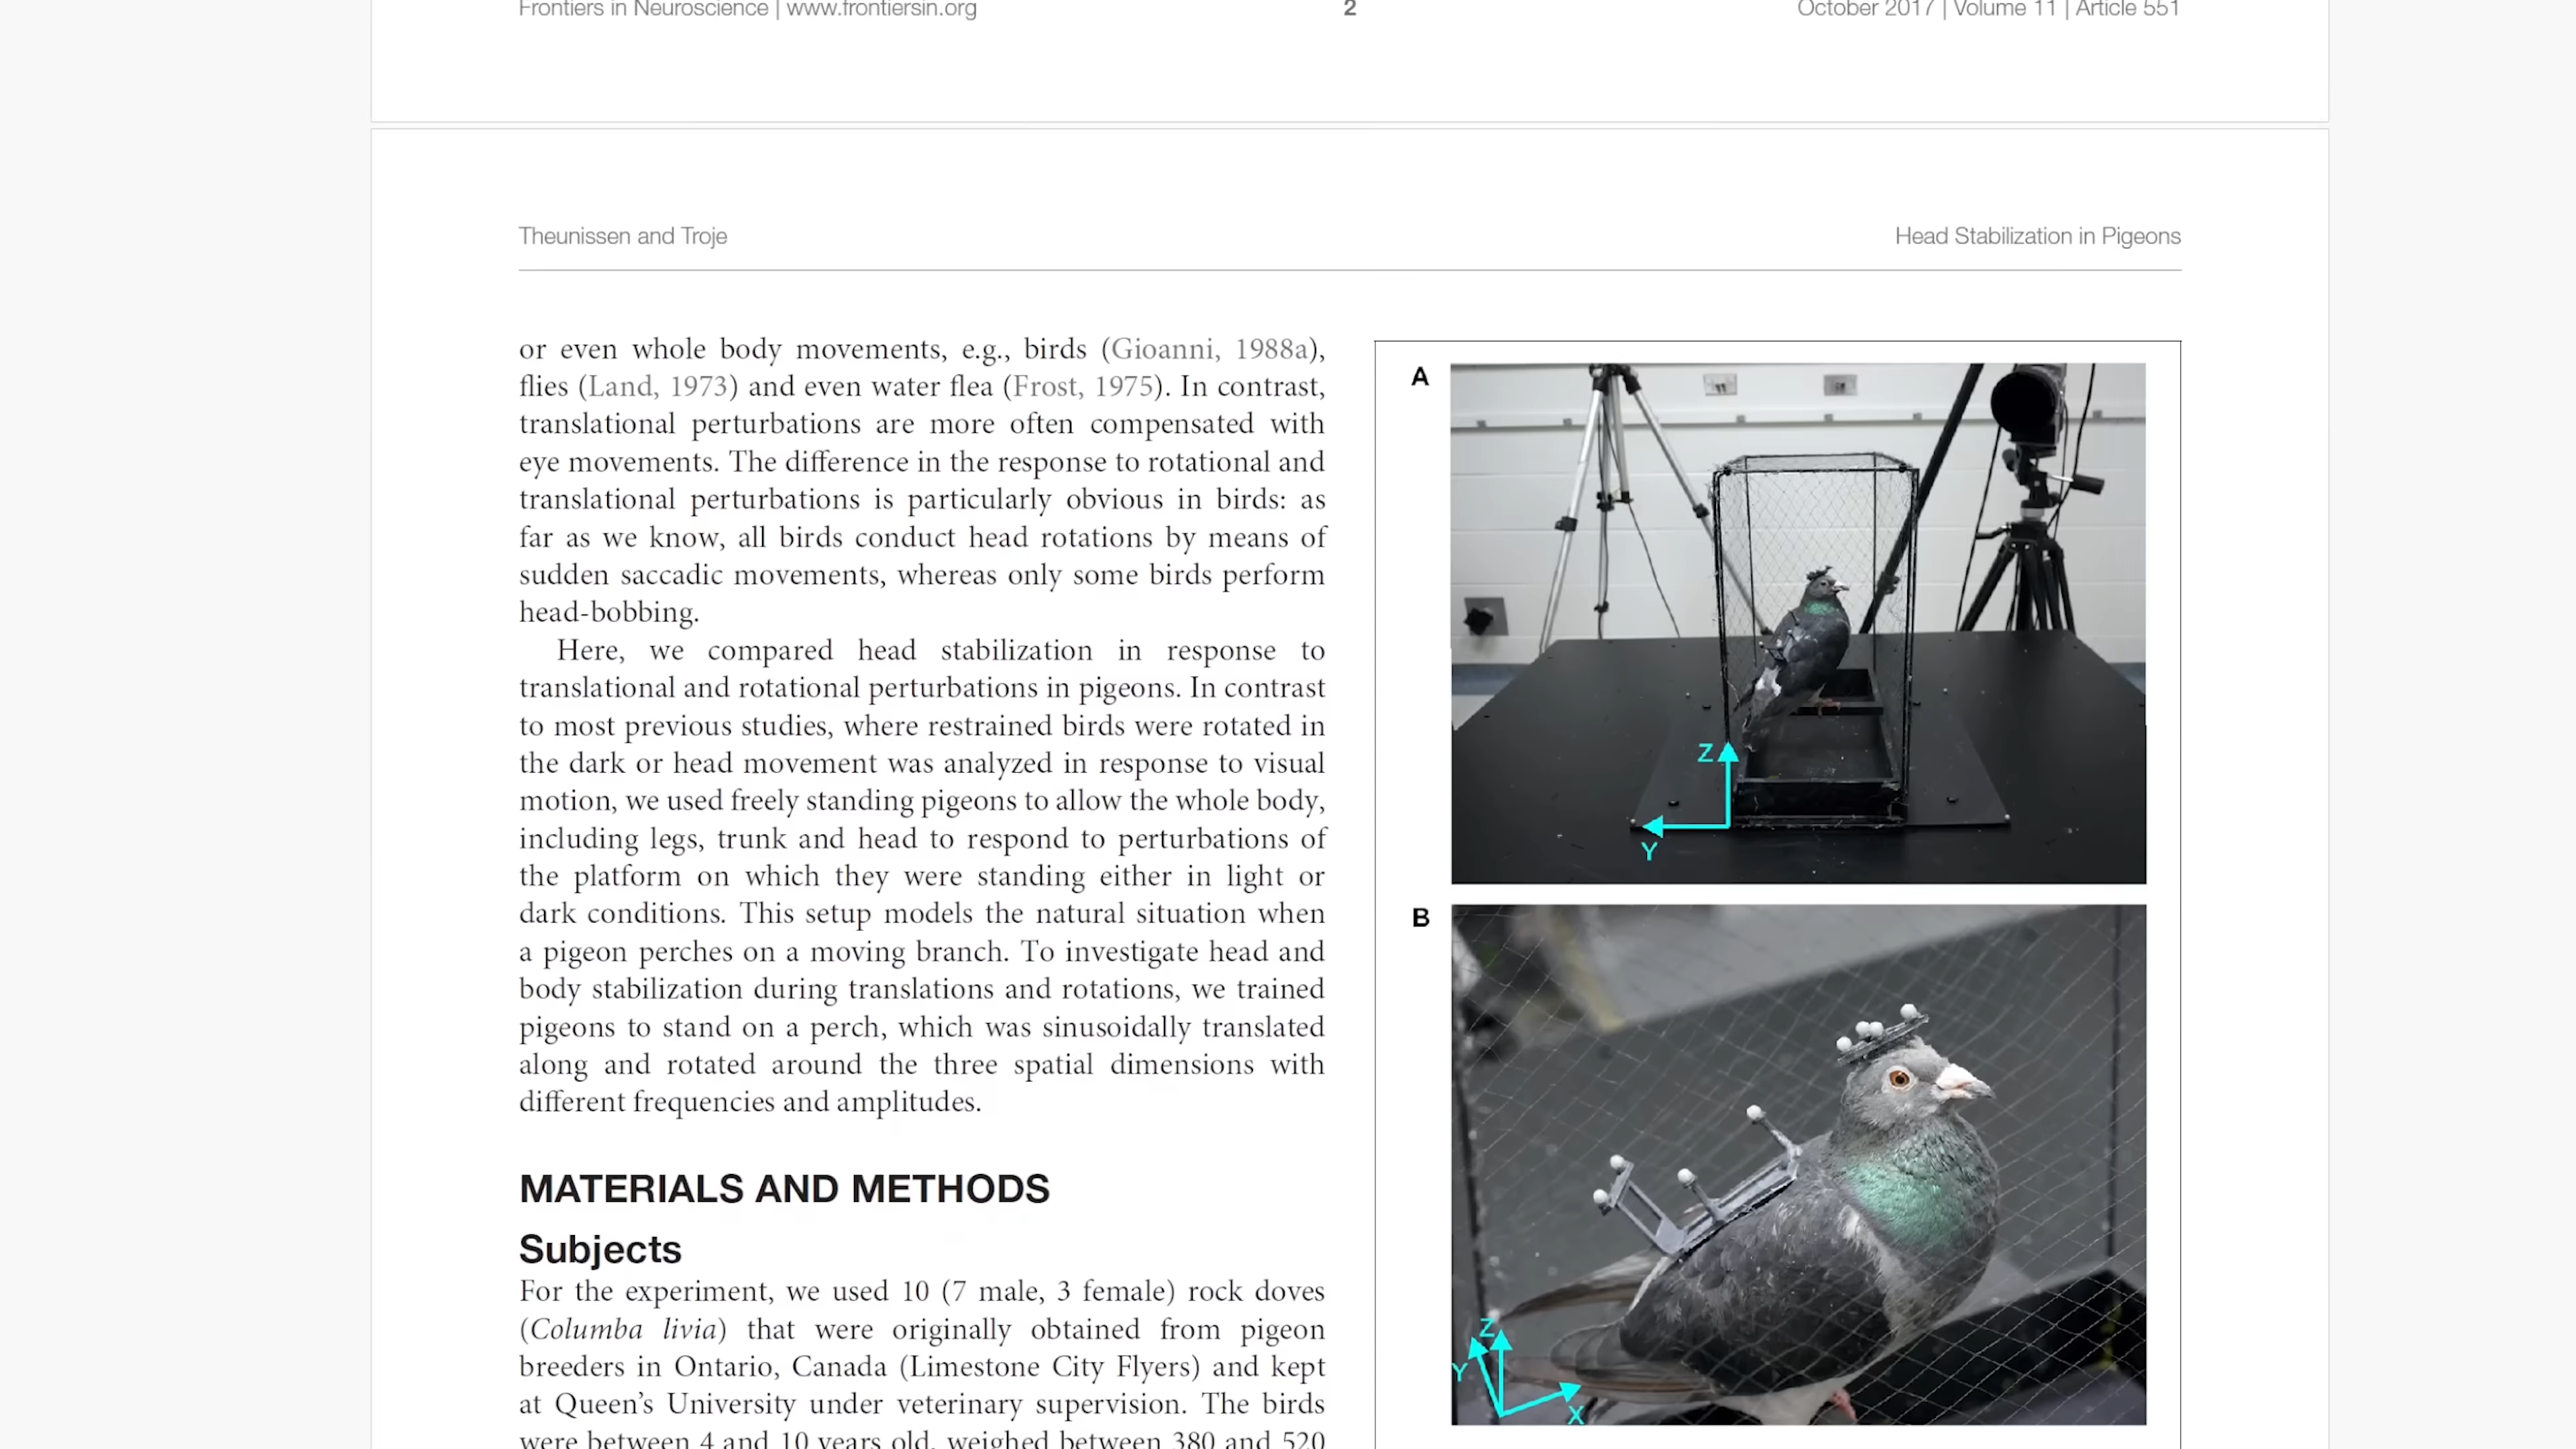 Frontiers in Neuroscience | www.frontiersin.org
2
October 2017 | Volume 11 | Article 551
Theunissen and Troje
Head Stabilization in Pigeons
or even whole body movements, e.g., birds (Gioanni, 1988a),
flies (Land, 1973) and even water flea (Frost, 1975). In contrast,
translational perturbations are more often compensated with
eye movements. The difference in the response to rotational and
translational perturbations is particularly obvious in birds: as
far as we know, all birds conduct head rotations by means of
sudden saccadic movements, whereas only some birds perform
head-bobbing.
Here, we compared head stabilization in response to
translational and rotational perturbations in pigeons. In contrast
to most previous studies, where restrained birds were rotated in
the dark or head movement was analyzed in response to visual
motion, we used freely standing pigeons to allow the whole body,
including legs, trunk and head to respond to perturbations of
the platform on which they were standing either in light or
dark conditions. This setup models the natural situation when
a pigeon perches on a moving branch. To investigate head and
body stabilization during translations and rotations, we trained
pigeons to stand on a perch, which was sinusoidally translated
along and rotated around the three spatial dimensions with
different frequencies and amplitudes.
MATERIALS AND METHODS
Subjects
For the experiment, we used 10 (7 male, 3 female) rock doves
(Columba livia) that were originally obtained from pigeon
breeders in Ontario, Canada (Limestone City Flyers) and kept
at Queen's University under veterinary supervision. The birds
were between 4 and 10 years old, weighed between 380 and 520
A
Z
Y
B
Z
Y
X